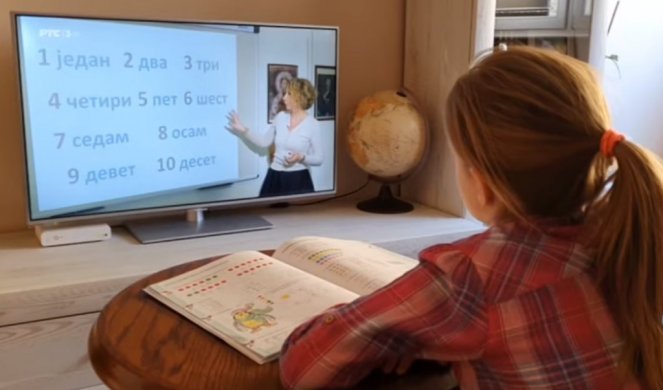 РТС 3
1 један 2 два 3 три
4 четири 5 пет 6 шест
7 седам 8 осам
9 девет 10 десет